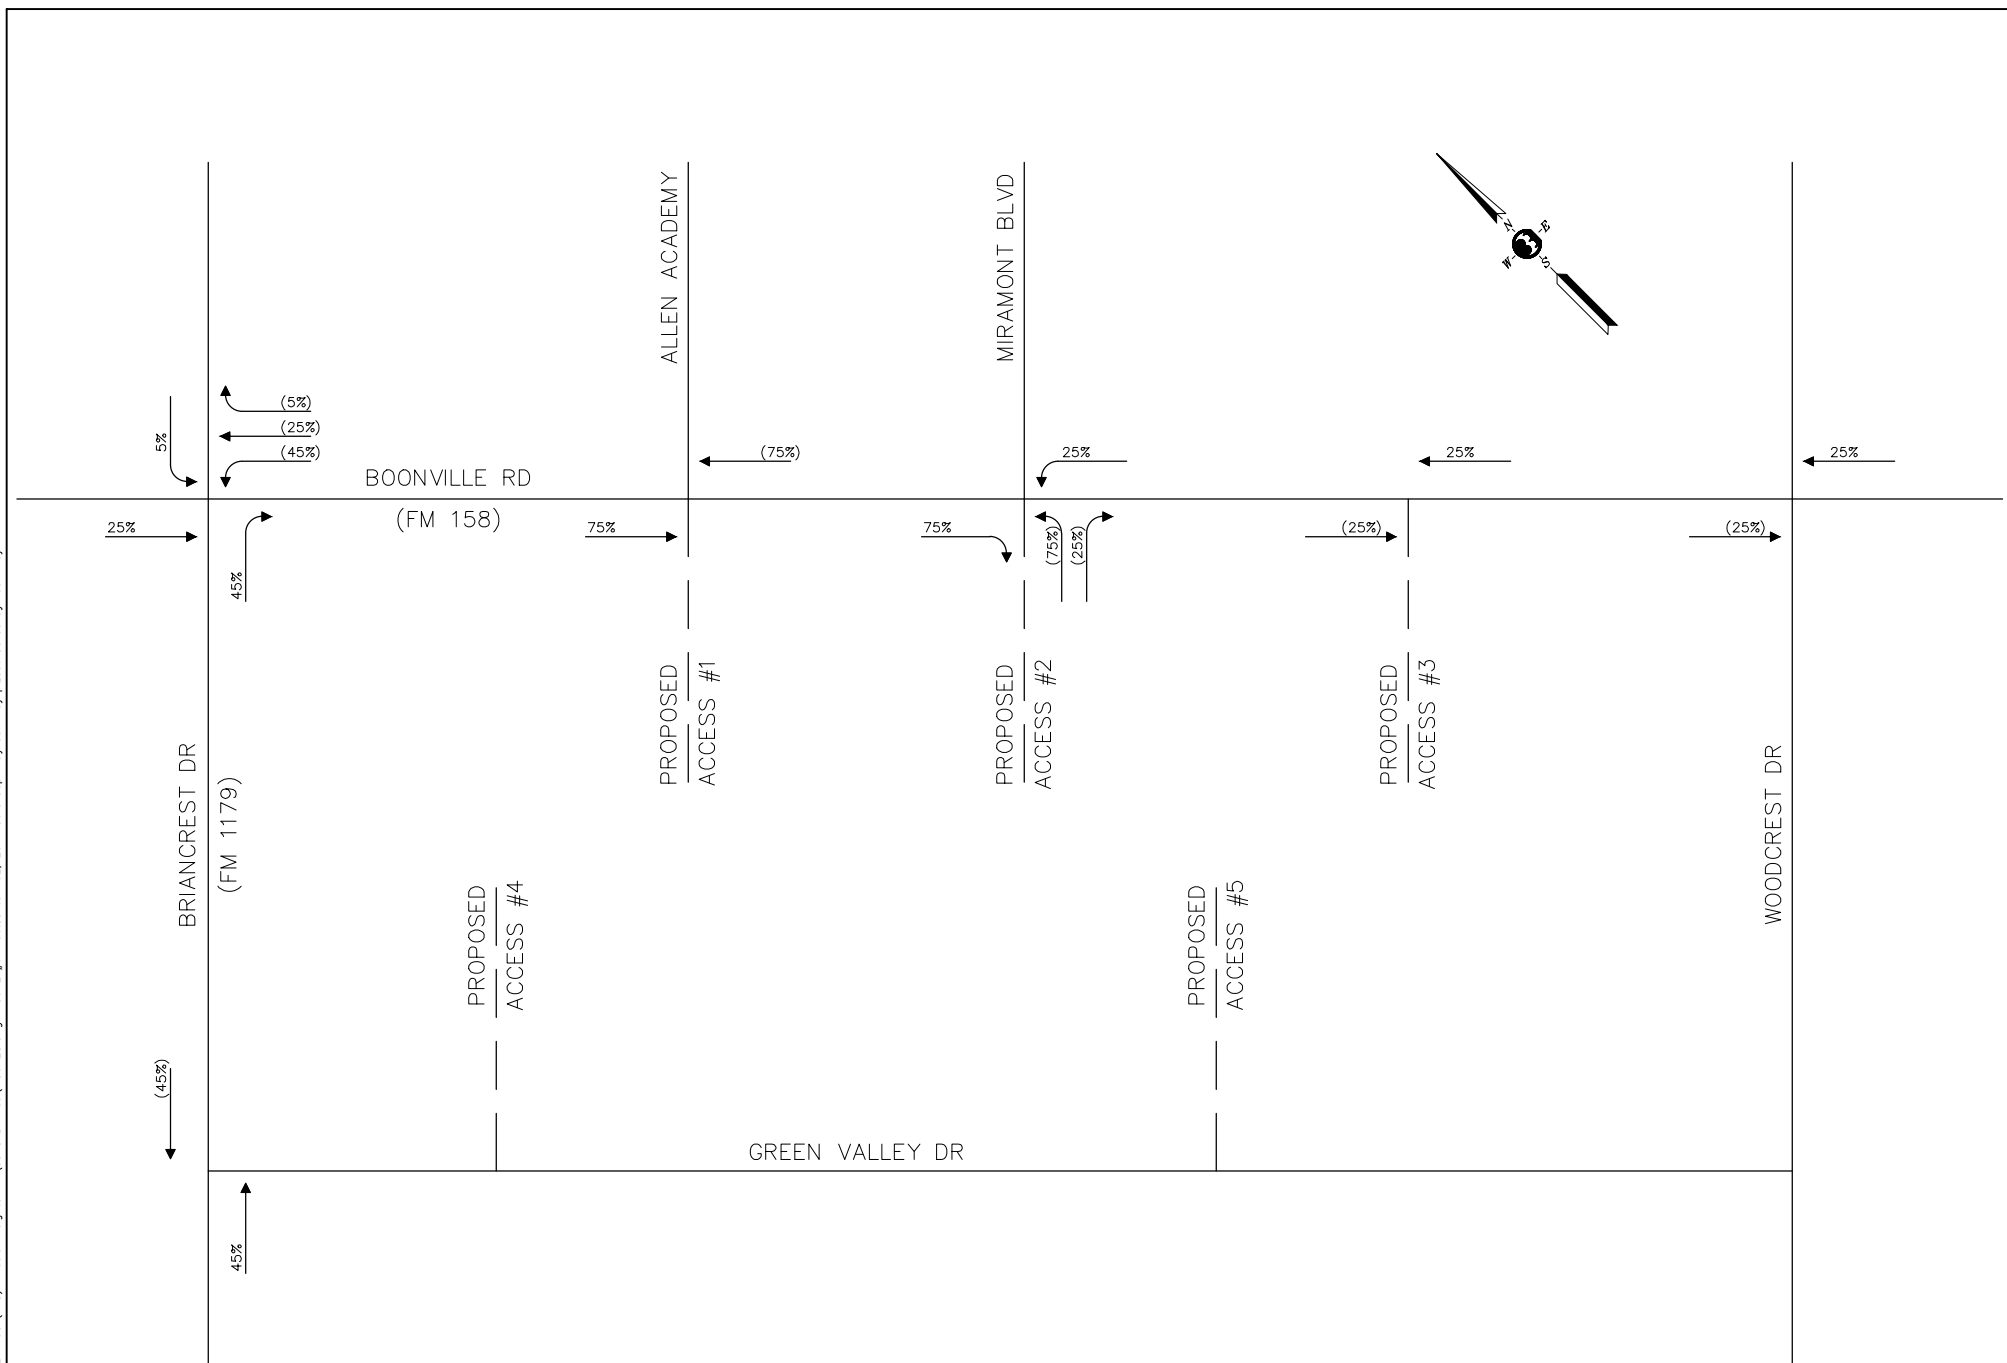 ALLEN ACADEMY
MIRAMONT BLVD
N
E
W
S
5%
(5%)
(25%)
(45%)
(75%)
25%
25%
25%
BOONVILLE RD
(FM 158)
25%
45%
75%
75%
(75%)
(25%)
(25%)
(25%)
PROPOSED
ACCESS #1
PROPOSED
ACCESS #2
PROPOSED
ACCESS #3
BRIANCREST DR
(FM 1179)
WOODCREST DR
PROPOSED
ACCESS #4
PROPOSED
ACCESS #5
(45%)
GREEN VALLEY DR
45%